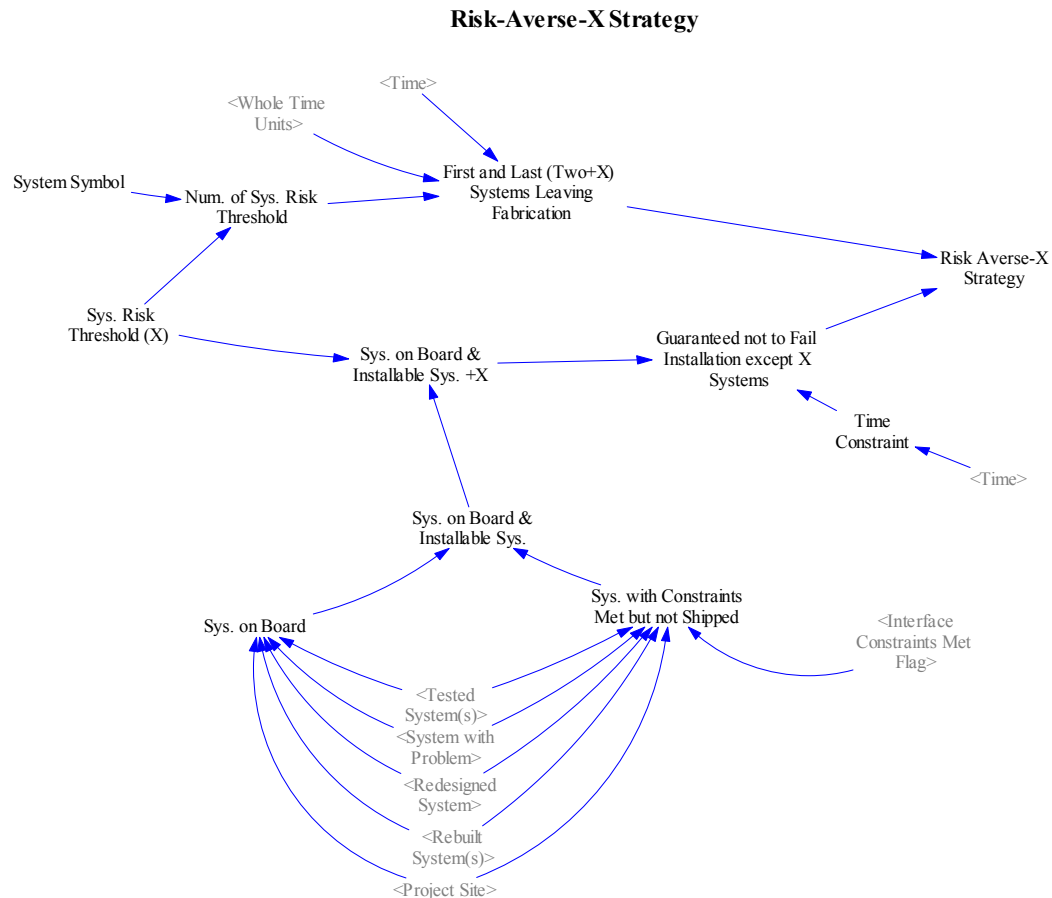 Risk-Averse-X Strategy
<Time>
<Whole Time
Units>
System Symbol
Num. of Sys. Risk
Threshold
First and Last (Two+X)
Systems Leaving
Fabrication
Risk Averse-X
Strategy
Sys. Risk
Threshold (X)
Sys. on Board &
Installable Sys. +X
Guaranteed not to Fail
Installation except X
Systems
Time
Constraint
<Time>
Sys. on Board &
Installable Sys.
Sys. on Board
Sys. with Constraints
Met but not Shipped
<Interface
Constraints Met
Flag>
<Tested
System(s)>
<System with
Problem>
<Redesigned
System>
<Rebuilt
System(s)>
<Project Site>